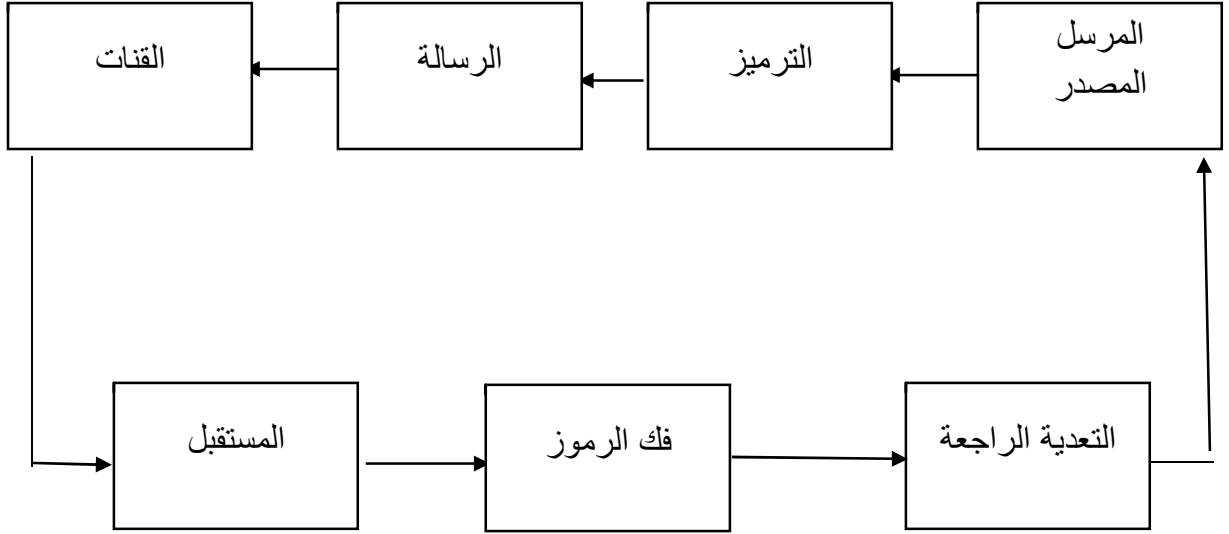 المرسل
المصدر
الترميز
الرسالة
القنات
المستقبل
فك الرموز
التعدية الراجعة